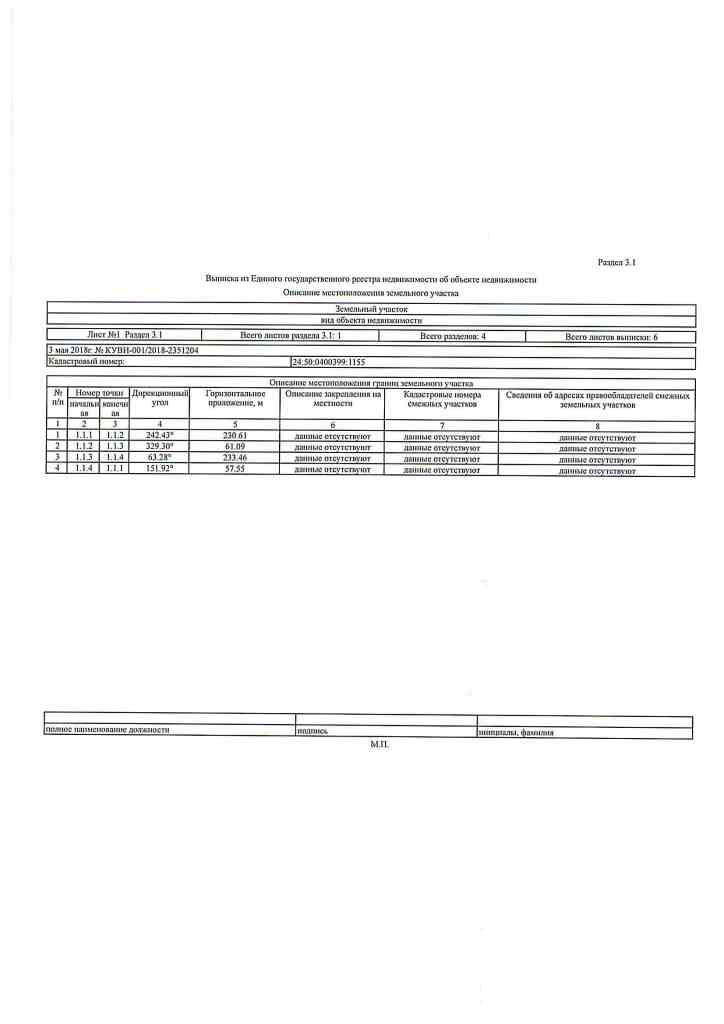 Раздел 3.1
Выписка из Единого государственного реестра недвижимости об объекте недвижимости
Описание местоположения земельного участка
Земельный участок
вид объекта недвижимости
Лист №1 Раздел 3.1 Всего листов раздела 3.1: 1 Всего разделов: 4 Всего листов выписки: 6
3 мая 2018г. № КУВИ-001/2018-2351204
Кадастровый номер: 24:50:0400399:1155
Описание местоположения границ земельного участка
№ п/п Номер точки Дирекционный угол Горизонтальное проложение, м Описание закрепления на местности Кадастровые номера смежных участков Сведения об адресах правообладателей смежных земельных участков
начальная конечная
1 2 3 4 5 6 7 8
1 1.1.1 1.1.2 242.43° 230.61 данные отсутствуют данные отсутствуют данные отсутствуют
2 1.1.2 1.1.3 329.30° 61.09 данные отсутствуют данные отсутствуют данные отсутствуют
3 1.1.3 1.1.4 63.28° 233.46 данные отсутствуют данные отсутствуют данные отсутствуют
4 1.1.4 1.1.1 151.92° 57.55 данные отсутствуют данные отсутствуют данные отсутствуют
полное наименование должности подпись инициалы, фамилия
М.П.